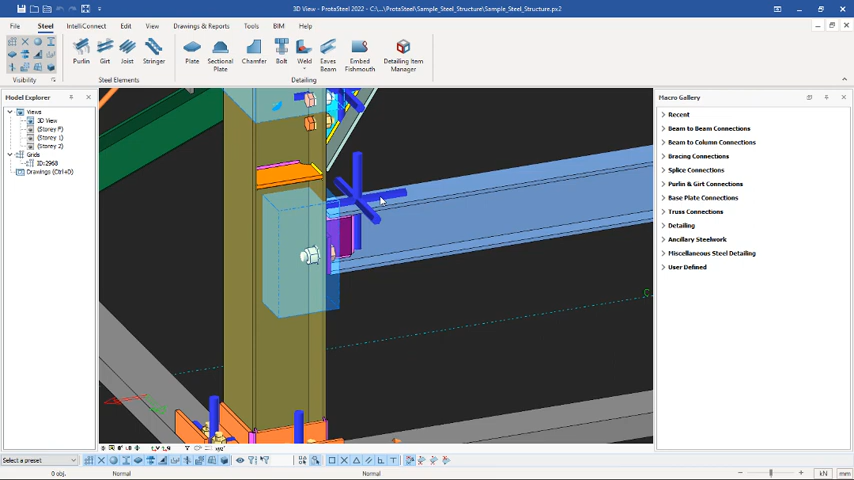 3D View - ProtaSteel 2022 - C:\...\ProtaSteel\Sample_Steel_Structure\Sample_Steel_Structure.px2
File Steel IntelliConnect Edit View Drawings & Reports Tools BIM Help
Purlin Girt Joist Stringer Plate Sectional Plate Chamfer Bolt Weld Eaves Beam Embed Fishmouth Detailing Item Manager
Visibility Steel Elements Detailing
Model Explorer
Views
3D View
(Storey F)
(Storey 1)
(Storey 2)
Grids
ID:2968
Drawings (Ctrl+D)
Macro Gallery
Recent
Beam to Beam Connections
Beam to Column Connections
Bracing Connections
Splice Connections
Purlin & Girt Connections
Base Plate Connections
Truss Connections
Detailing
Ancillary Steelwork
Miscellaneous Steel Detailing
User Defined
Select a preset
0 obj. Normal Normal kN mm